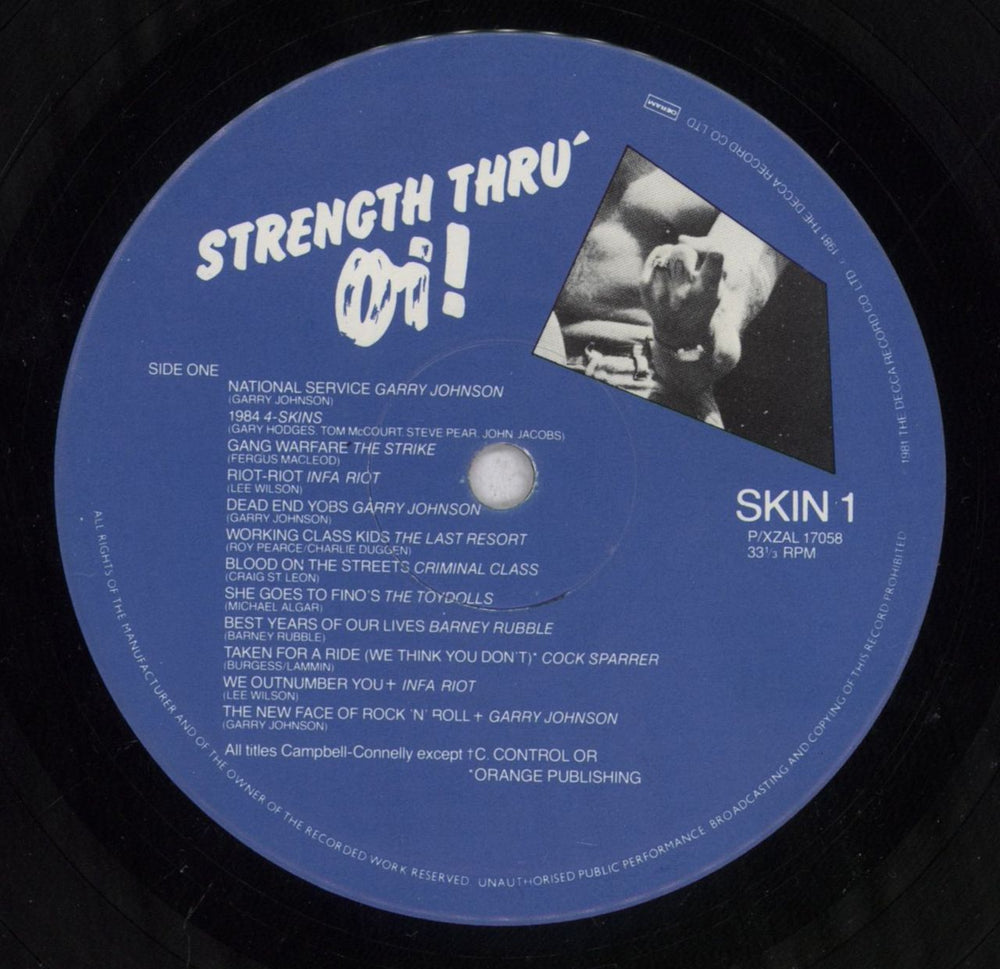 DERAM
STRENGTH THRU´
Oi!
SIDE ONE
NATIONAL SERVICE GARRY JOHNSON
(GARRY JOHNSON)
1984 4-SKINS
(GARY HODGES, TOM McCOURT, STEVE PEAR, JOHN JACOBS)
GANG WARFARE THE STRIKE
(FERGUS MACLEOD)
RIOT-RIOT INFA RIOT
(LEE WILSON)
DEAD END YOBS GARRY JOHNSON
(GARRY JOHNSON)
WORKING CLASS KIDS THE LAST RESORT
(ROY PEARCE/CHARLIE DUGGEN)
BLOOD ON THE STREETS CRIMINAL CLASS
(CRAIG ST LEON)
SHE GOES TO FINO'S THE TOYDOLLS
(MICHAEL ALGAR)
BEST YEARS OF OUR LIVES BARNEY RUBBLE
(BARNEY RUBBLE)
TAKEN FOR A RIDE (WE THINK YOU DON'T)* COCK SPARRER
(BURGESS/LAMMIN)
WE OUTNUMBER YOU† INFA RIOT
(LEE WILSON)
THE NEW FACE OF ROCK 'N' ROLL † GARRY JOHNSON
(GARRY JOHNSON)
All titles Campbell-Connelly except †C. CONTROL OR
*ORANGE PUBLISHING
SKIN 1
P/XZAL 17058
33⅓ RPM
1981 THE DECCA RECORD CO LTD · 1981 THE DECCA RECORD CO LTD
ALL RIGHTS OF THE MANUFACTURER AND OF THE OWNER OF THE RECORDED WORK RESERVED. UNAUTHORISED PUBLIC PERFORMANCE BROADCASTING AND COPYING OF THIS RECORD PROHIBITED